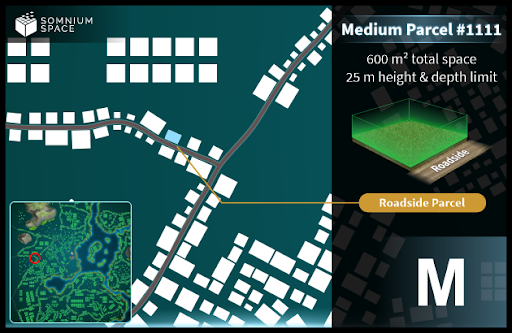 SOMNIUM
SPACE
Medium Parcel #1111
600 m² total space
25 m height & depth limit
Roadside
Roadside Parcel
M